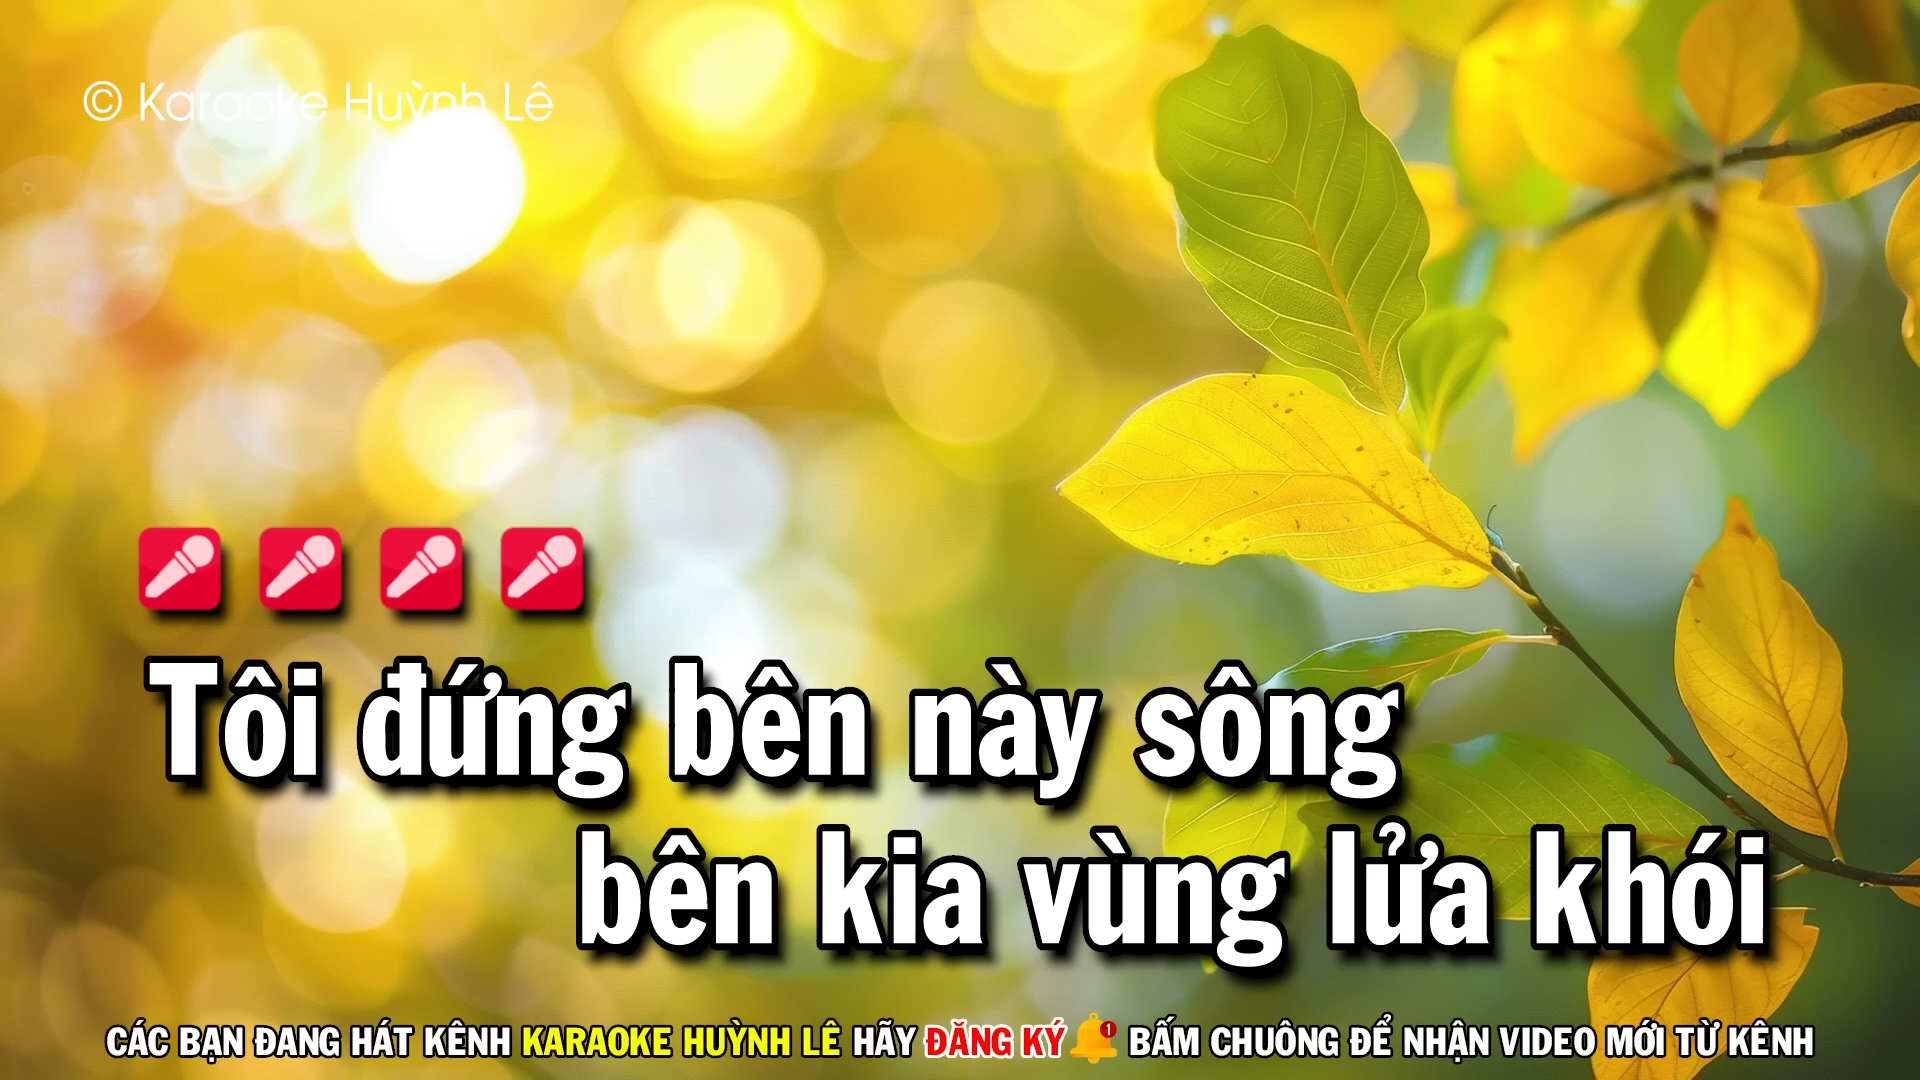 © Karaoke Huỳnh Lê
Tôi đứng bên này sông
bên kia vùng lửa khói
CÁC BẠN ĐANG HÁT KÊNH KARAOKE HUỲNH LÊ HÃY ĐĂNG KÝ 1 BẤM CHUÔNG ĐỂ NHẬN VIDEO MỚI TỪ KÊNH